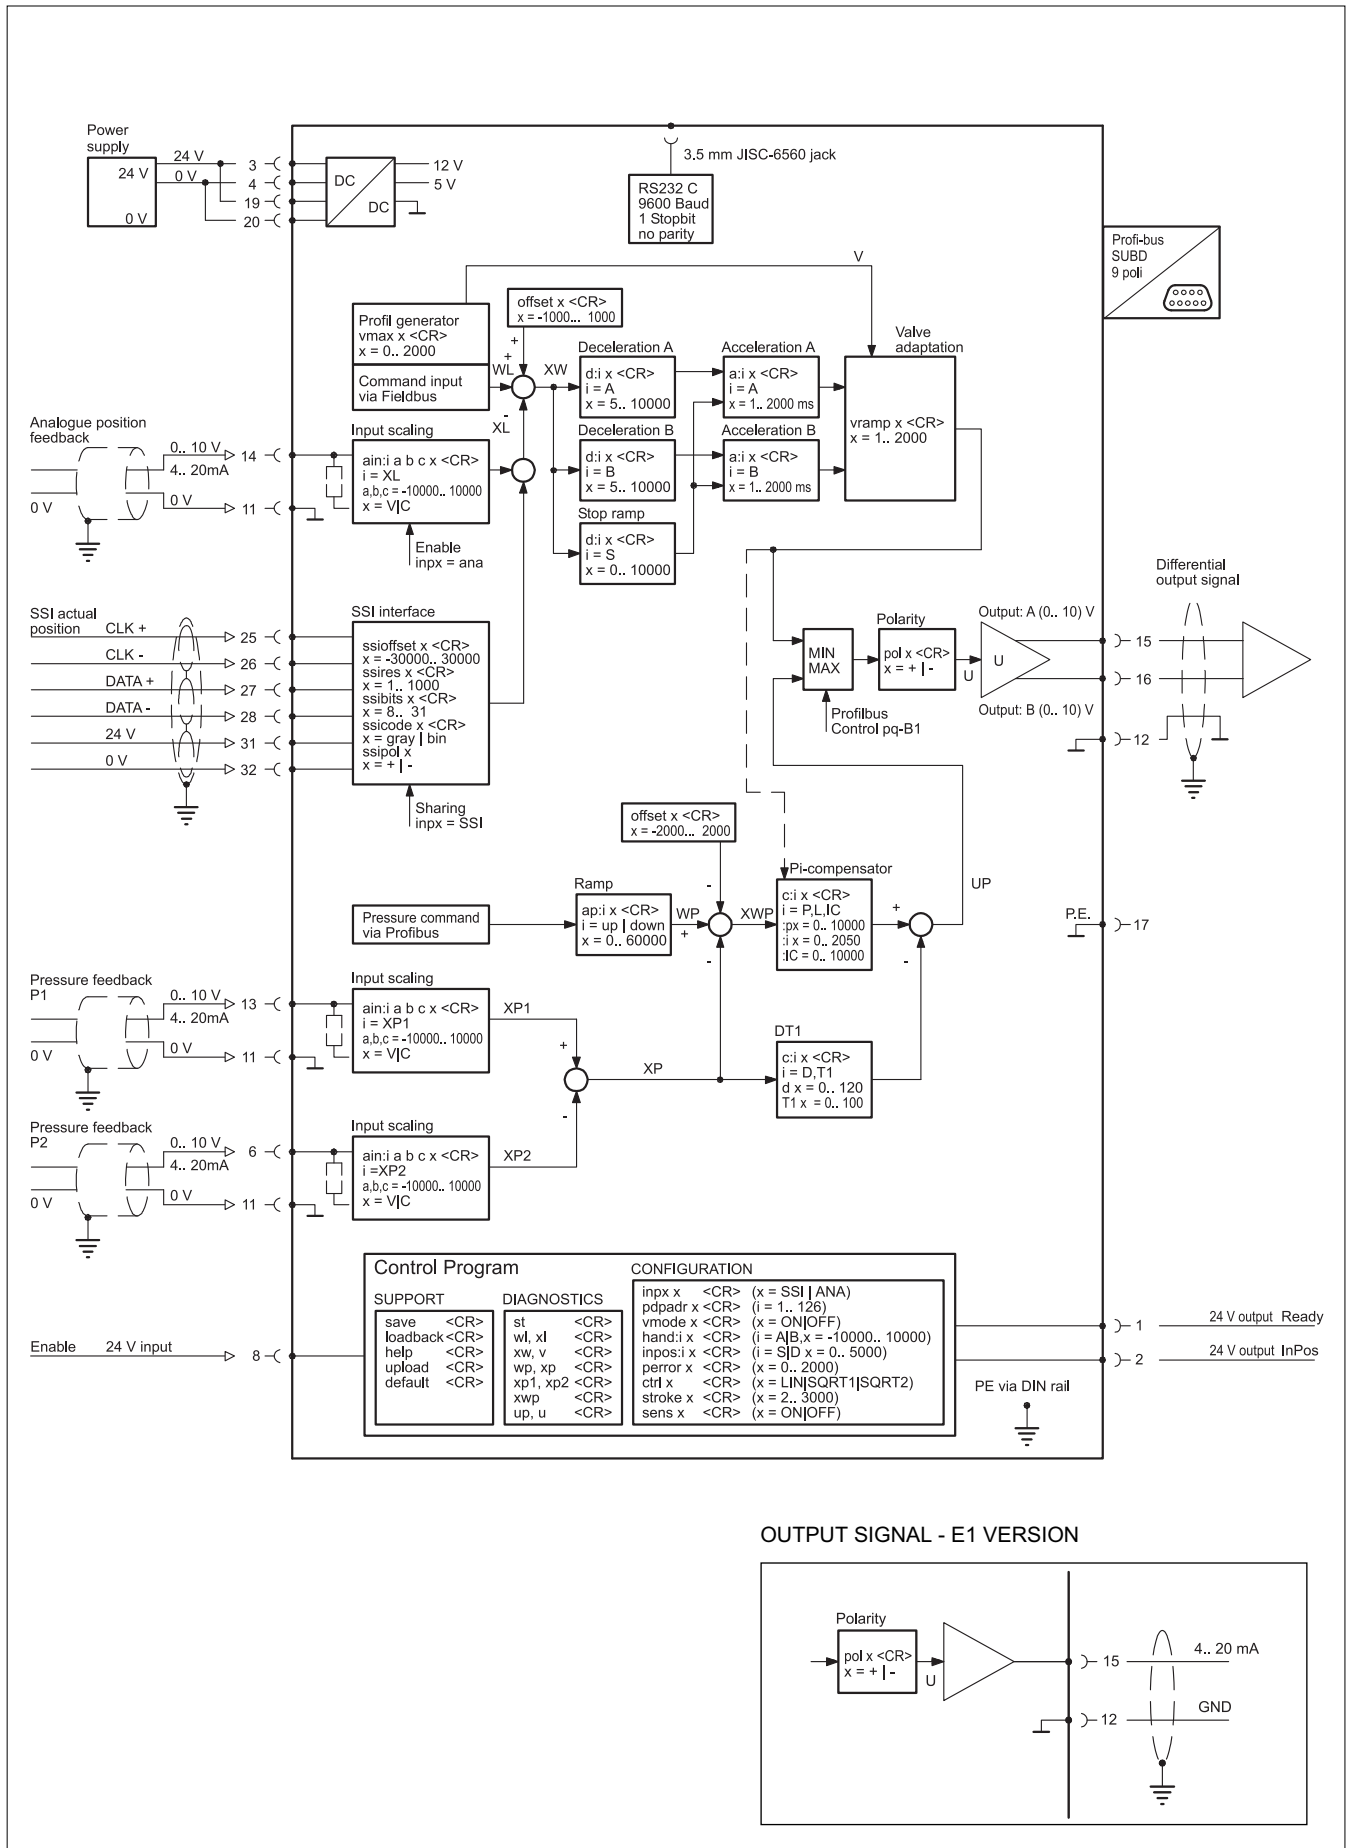 Power
supply
24 V
0 V
24 V
0 V
3
4
19
20
DC
DC
12 V
5 V
3.5 mm JISC-6560 jack
RS232 C
9600 Baud
1 Stopbit
no parity
Profi-bus
SUBD
9 poli
V
Profil generator
vmax x <CR>
x = 0.. 2000
Command input
via Fieldbus
offset x <CR>
x = -1000... 1000
+
+
WL
-
XL
XW
Deceleration A
d:i x <CR>
i = A
x = 5.. 10000
Acceleration A
a:i x <CR>
i = A
x = 1.. 2000 ms
Deceleration B
d:i x <CR>
i = B
x = 5.. 10000
Acceleration B
a:i x <CR>
i = B
x = 1.. 2000 ms
Stop ramp
d:i x <CR>
i = S
x = 0.. 10000
Valve
adaptation
vramp x <CR>
x = 1.. 2000
Analogue position
feedback
0.. 10 V
4.. 20mA
0 V
0 V
14
11
Input scaling
ain:i a b c x <CR>
i = XL
a,b,c = -10000.. 10000
x = V|C
Enable
inpx = ana
SSI actual
position
CLK +
CLK -
DATA +
DATA -
24 V
0 V
25
26
27
28
31
32
SSI interface
ssioffset x <CR>
x = -30000.. 30000
ssires x <CR>
x = 1.. 1000
ssibits x <CR>
x = 8.. 31
ssicode x <CR>
x = gray | bin
ssipol x
x = + | -
Sharing
inpx = SSI
MIN
MAX
Profilbus
Control pq-B1
Polarity
pol x <CR>
x = + | -
U
U
Output: A (0.. 10) V
Output: B (0.. 10) V
Differential
output signal
15
16
12
offset x <CR>
x = -2000... 2000
-
Ramp
ap:i x <CR>
i = up | down
x = 0.. 60000
Pressure command
via Profibus
WP
+
-
XWP
Pi-compensator
c:i x <CR>
i = P,L,IC
:px = 0.. 10000
:i x = 0.. 2050
:IC = 0.. 10000
+
-
UP
P.E.
17
Pressure feedback
P1
0.. 10 V
4.. 20mA
0 V
0 V
13
11
Input scaling
ain:i a b c x <CR>
i = XP1
a,b,c = -10000.. 10000
x = V|C
XP1
+
-
XP
DT1
c:i x <CR>
i = D,T1
d x = 0.. 120
T1 x = 0.. 100
Pressure feedback
P2
0.. 10 V
4.. 20mA
0 V
0 V
6
11
Input scaling
ain:i a b c x <CR>
i =XP2
a,b,c = -10000.. 10000
x = V|C
XP2
Control Program
SUPPORT
save <CR>
loadback <CR>
help <CR>
upload <CR>
default <CR>
DIAGNOSTICS
st <CR>
wl, xl <CR>
xw, v <CR>
wp, xp <CR>
xp1, xp2 <CR>
xwp <CR>
up, u <CR>
CONFIGURATION
inpx x <CR> (x = SSI | ANA)
pdpadr x <CR> (i = 1.. 126)
vmode x <CR> (x = ON|OFF)
hand:i x <CR> (i = A|B,x = -10000.. 10000)
inpos:i x <CR> (i = S|D x = 0.. 5000)
perror x <CR> (x = 0.. 2000)
ctrl x <CR> (x = LIN|SQRT1|SQRT2)
stroke x <CR> (x = 2.. 3000)
sens x <CR> (x = ON|OFF)
Enable 24 V input
8
1
24 V output Ready
2
24 V output InPos
PE via DIN rail
OUTPUT SIGNAL - E1 VERSION
Polarity
pol x <CR>
x = + | -
U
15
4.. 20 mA
12
GND